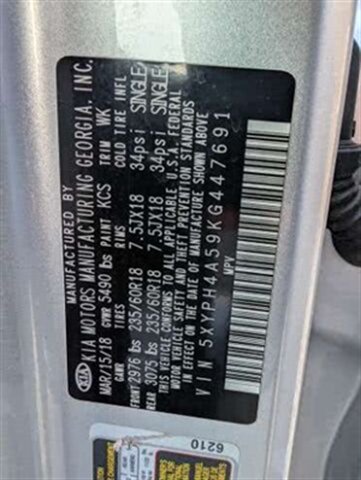 MANUFACTURED BY
KIA KIA MOTORS MANUFACTURING GEORGIA, INC.
MAR/15/18 GVWR 5490 lbs PAINT KCS TRIM WK
GAWR TIRES RIMS COLD TIRE INFL
FRONT 2976 lbs 235/60R18 7.5JX18 34psi SINGLE
REAR 3075 lbs 235/60R18 7.5JX18 34psi SINGLE
THIS VEHICLE CONFORMS TO ALL APPLICABLE U.S.A. FEDERAL
MOTOR VEHICLE SAFETY AND THEFT PREVENTION STANDARDS
IN EFFECT ON THE DATE OF MANUFACTURE SHOWN ABOVE.
VIN 5XYPH4A59KG447691
MPV
6210